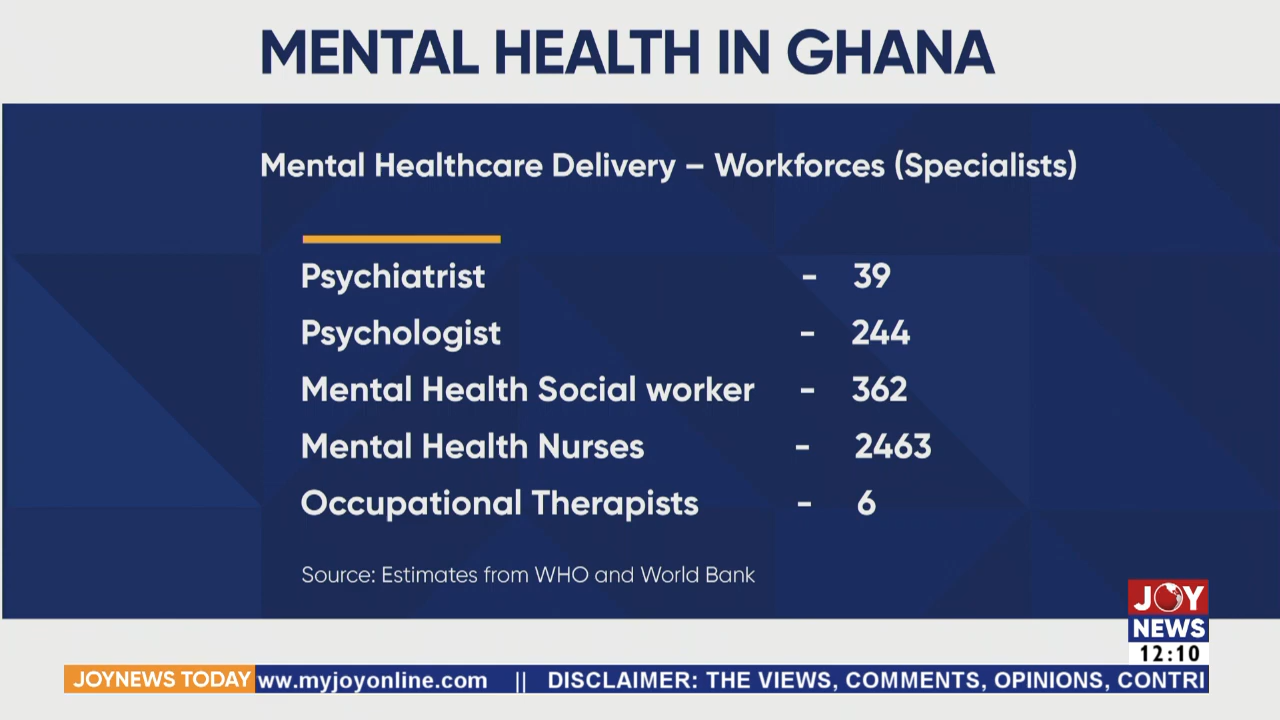 MENTAL HEALTH IN GHANA
Mental Healthcare Delivery – Workforces (Specialists)
Psychiatrist - 39
Psychologist - 244
Mental Health Social worker - 362
Mental Health Nurses - 2463
Occupational Therapists - 6
Source: Estimates from WHO and World Bank
JOY
NEWS
12:10
JOYNEWS TODAY ww.myjoyonline.com || DISCLAIMER: THE VIEWS, COMMENTS, OPINIONS, CONTRI